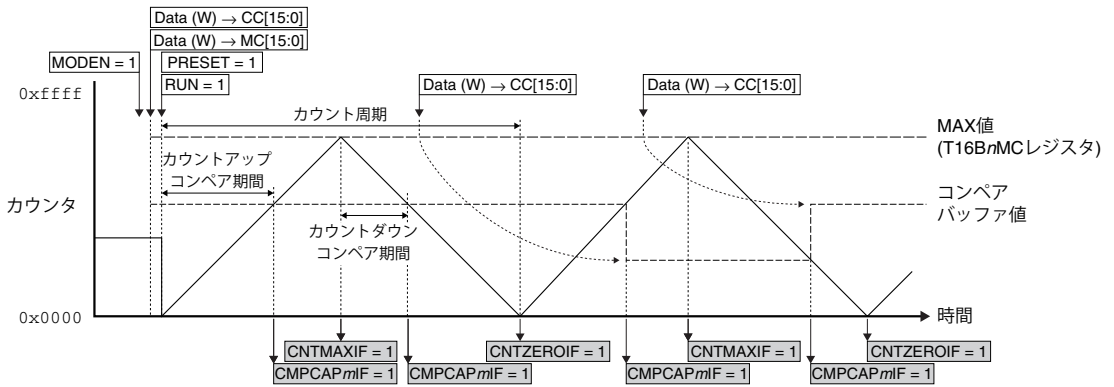 Data (W) → CC[15:0]
Data (W) → MC[15:0]
MODEN = 1
PRESET = 1
RUN = 1
Data (W) → CC[15:0]
Data (W) → CC[15:0]
0xffff
カウント周期
MAX値
(T16BnMCレジスタ)
カウントアップ
コンペア期間
カウンタ
コンペア
バッファ値
カウントダウン
コンペア期間
0x0000
時間
CNTMAXIF = 1
CNTZEROIF = 1
CNTMAXIF = 1
CNTZEROIF = 1
CMPCAPmIF = 1
CMPCAPmIF = 1
CMPCAPmIF = 1
CMPCAPmIF = 1